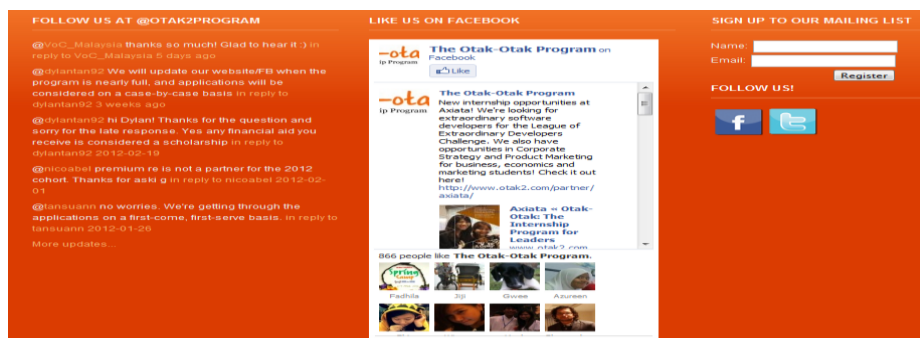 FOLLOW US AT @OTAK2PROGRAM
@VoC_Malaysia thanks so much! Glad to hear it :) in
reply to VoC_Malaysia 5 days ago
@dylantan92 We will update our website/FB when the
program is nearly full, and applications will be
considered on a case-by-case basis in reply to
dylantan92 3 weeks ago
@dylantan92 hi Dylan! Thanks for the question and
sorry for the late response. Yes any financial aid you
receive is considered a scholarship in reply to
dylantan92 2012-02-19
@nicoabel premium re is not a partner for the 2012
cohort. Thanks for aski g in reply to nicoabel 2012-02-
01
@tansuann no worries. We're getting through the
applications on a first-come, first-serve basis. in reply to
tansuann 2012-01-26
More updates...
LIKE US ON FACEBOOK
-ota
ip Program
The Otak-Otak Program on
Facebook
Like
-ota
ip Program
The Otak-Otak Program
New internship opportunities at
Axiata! We're looking for
extraordinary software
developers for the League of
Extraordinary Developers
Challenge. We also have
opportunities in Corporate
Strategy and Product Marketing
for business, economics and
marketing students! Check it out
here!
http://www.otak2.com/partner/
axiata/
Axiata « Otak-
Otak: The
Internship
Program for
Leaders
www.otak2.com
866 people like The Otak-Otak Program.
Spring
Fadhila Jiji Gwee Azureen
SIGN UP TO OUR MAILING LIST
Name:
Email:
Register
FOLLOW US!